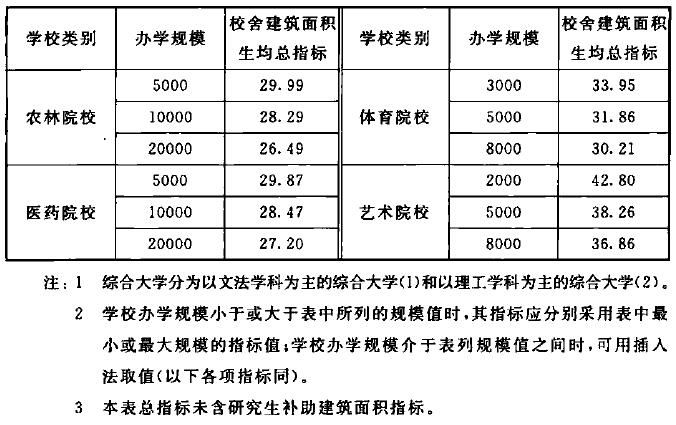 学校类别 办学规模 校舍建筑面积生均总指标 学校类别 办学规模 校舍建筑面积生均总指标
农林院校 5000 29.99 体育院校 3000 33.95
10000 28.29 5000 31.86
20000 26.49 8000 30.21
医药院校 5000 29.87 艺术院校 2000 42.80
10000 28.47 5000 38.26
20000 27.20 8000 36.86
注：1 综合大学分为以文法学科为主的综合大学(1)和以理工学科为主的综合大学(2)。
2 学校办学规模小于或大于表中所列的规模值时，其指标应分别采用表中最
小或最大规模的指标值；学校办学规模介于表列规模值之间时，可用插入
法取值(以下各项指标同)。
3 本表总指标未含研究生补助建筑面积指标。